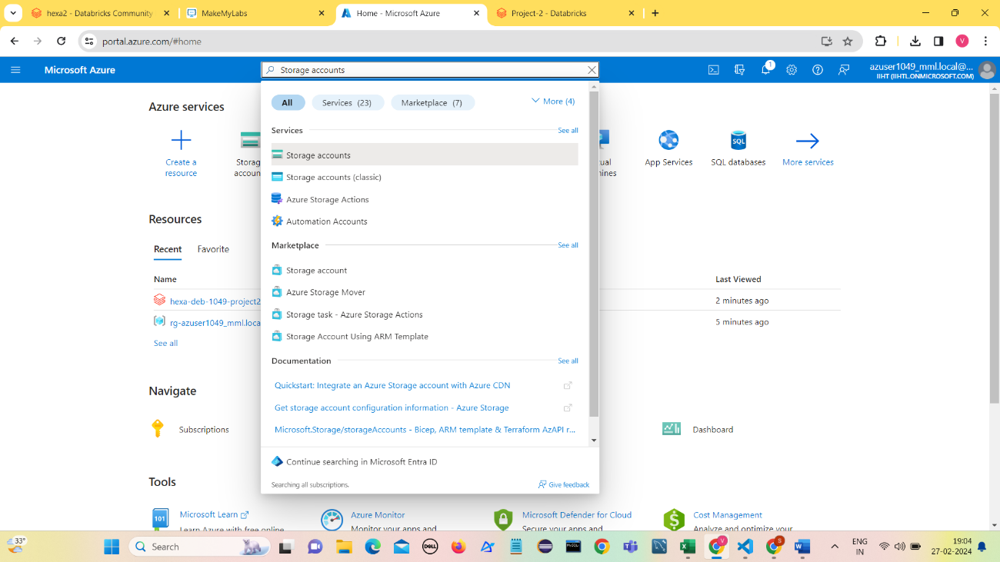 hexa2 - Databricks Community
MakeMyLabs
Home - Microsoft Azure
Project-2 - Databricks
portal.azure.com/#home
Microsoft Azure
Storage accounts
1
azuser1049_mml.local@...
IIHT (IIHTL.ONMICROSOFT.COM)
V
All
Services (23)
Marketplace (7)
More (4)
Services
See all
Storage accounts
Storage accounts (classic)
Azure Storage Actions
Automation Accounts
Marketplace
See all
Storage account
Azure Storage Mover
Storage task - Azure Storage Actions
Storage Account Using ARM Template
Documentation
See all
Quickstart: Integrate an Azure Storage account with Azure CDN
Get storage account configuration information - Azure Storage
Microsoft.Storage/storageAccounts - Bicep, ARM template & Terraform AzAPI r...
Continue searching in Microsoft Entra ID
Searching all subscriptions.
Give feedback
Azure services
Create a
resource
App Services
SQL
SQL databases
More services
Resources
Recent
Favorite
Name
Last Viewed
hexa-deb-1049-project2
2 minutes ago
rg-azuser1049_mml.loca
5 minutes ago
See all
Navigate
Subscriptions
Dashboard
Tools
101
Microsoft Learn
Learn Azure with free online
Azure Monitor
Monitor your apps and
Microsoft Defender for Cloud
Secure your apps and
Cost Management
Analyze and optimize your
33°
Search
DELL
ENG
IN
19:04
27-02-2024